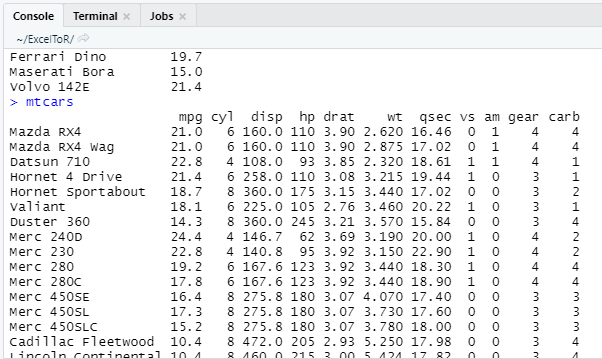 Console Terminal Jobs
~/ExcelToR/
Ferrari Dino 19.7
Maserati Bora 15.0
Volvo 142E 21.4
> mtcars
mpg cyl disp hp drat wt qsec vs am gear carb
Mazda RX4 21.0 6 160.0 110 3.90 2.620 16.46 0 1 4 4
Mazda RX4 Wag 21.0 6 160.0 110 3.90 2.875 17.02 0 1 4 4
Datsun 710 22.8 4 108.0 93 3.85 2.320 18.61 1 1 4 1
Hornet 4 Drive 21.4 6 258.0 110 3.08 3.215 19.44 1 0 3 1
Hornet Sportabout 18.7 8 360.0 175 3.15 3.440 17.02 0 0 3 2
Valiant 18.1 6 225.0 105 2.76 3.460 20.22 1 0 3 1
Duster 360 14.3 8 360.0 245 3.21 3.570 15.84 0 0 3 4
Merc 240D 24.4 4 146.7 62 3.69 3.190 20.00 1 0 4 2
Merc 230 22.8 4 140.8 95 3.92 3.150 22.90 1 0 4 2
Merc 280 19.2 6 167.6 123 3.92 3.440 18.30 1 0 4 4
Merc 280C 17.8 6 167.6 123 3.92 3.440 18.90 1 0 4 4
Merc 450SE 16.4 8 275.8 180 3.07 4.070 17.40 0 0 3 3
Merc 450SL 17.3 8 275.8 180 3.07 3.730 17.60 0 0 3 3
Merc 450SLC 15.2 8 275.8 180 3.07 3.780 18.00 0 0 3 3
Cadillac Fleetwood 10.4 8 472.0 205 2.93 5.250 17.98 0 0 3 4
Lincoln Continental 10.4 8 460.0 215 3.00 5.424 17.82 0 0 3 4